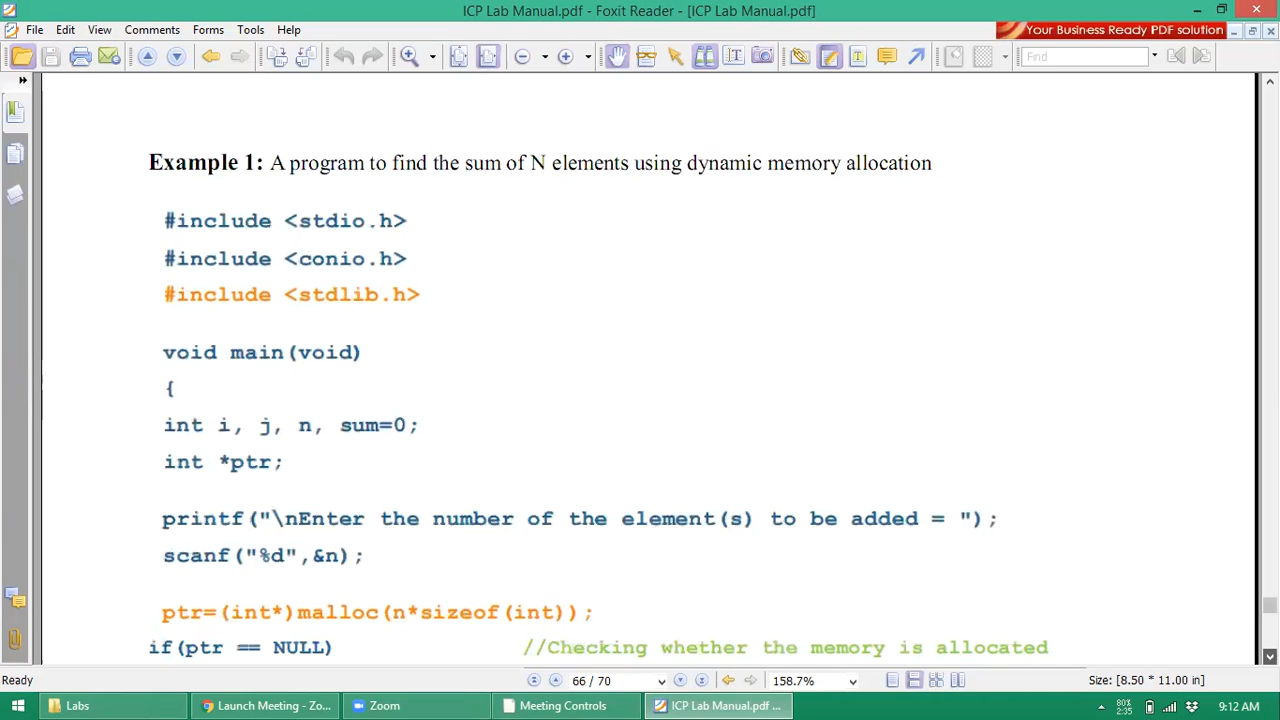 ICP Lab Manual.pdf - Foxit Reader - [ICP Lab Manual.pdf]
File Edit View Comments Forms Tools Help
Your Business Ready PDF software
Find
Example 1: A program to find the sum of N elements using dynamic memory allocation
#include <stdio.h>
#include <conio.h>
#include <stdlib.h>
void main(void)
{
int i, j, n, sum=0;
int *ptr;
printf("\nEnter the number of the element(s) to be added = ");
scanf("%d",&n);
ptr=(int*)malloc(n*sizeof(int));
if(ptr == NULL) //Checking whether the memory is allocated
Ready 66 / 70 158.7% Size: [8.50 * 11.00 in]
Labs Launch Meeting - Zo... Zoom Meeting Controls ICP Lab Manual.pdf ... 80% 2:35 9:12 AM